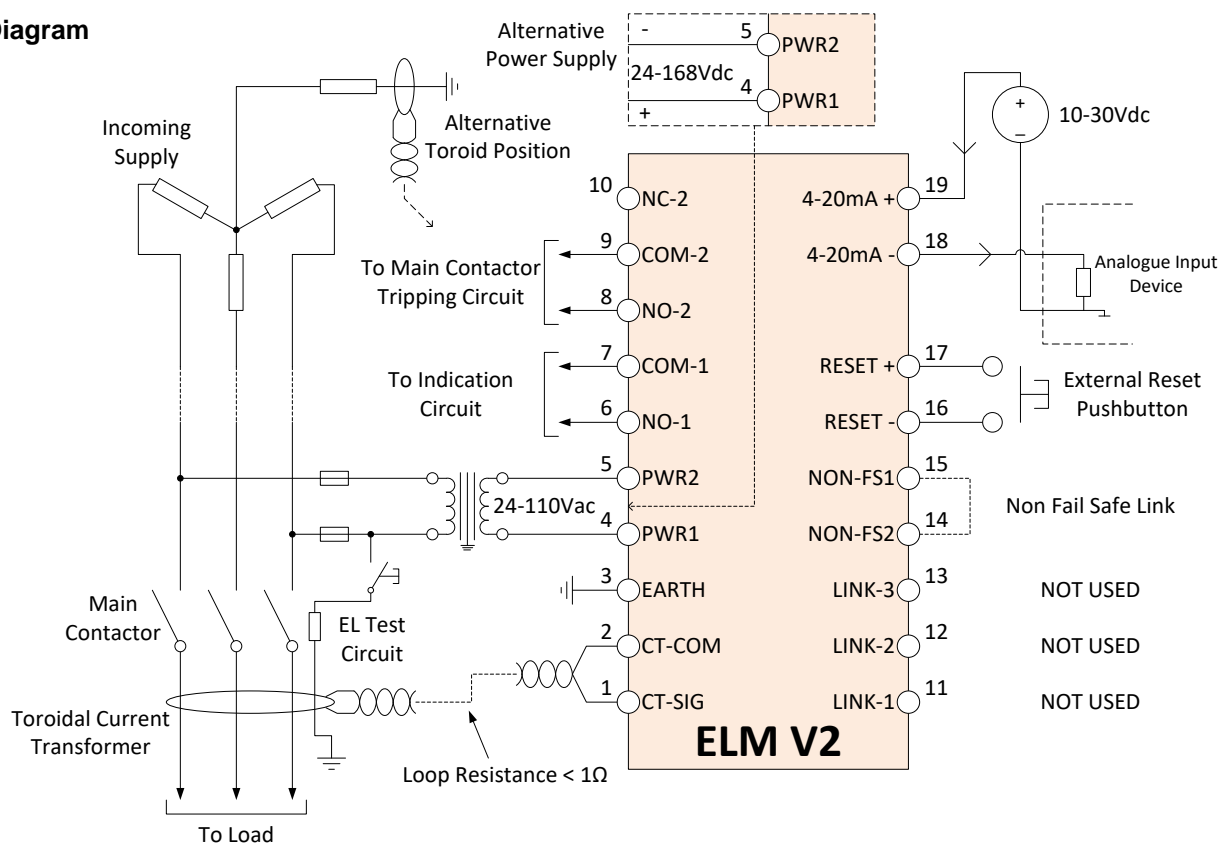 Diagram
Alternative
Power Supply
-
5
PWR2
24-168Vdc
4
PWR1
+
Incoming
Supply
Alternative
Toroid Position
+
–
10-30Vdc
10
NC-2
4-20mA +
19
To Main Contactor
Tripping Circuit
9
COM-2
4-20mA -
18
Analogue Input
Device
8
NO-2
To Indication
Circuit
7
COM-1
RESET +
17
External Reset
Pushbutton
6
NO-1
RESET -
16
24-110Vac
5
PWR2
NON-FS1
15
Non Fail Safe Link
4
PWR1
NON-FS2
14
3
EARTH
LINK-3
13
NOT USED
Main
Contactor
EL Test
Circuit
2
CT-COM
LINK-2
12
NOT USED
1
CT-SIG
LINK-1
11
NOT USED
Toroidal Current
Transformer
ELM V2
Loop Resistance < 1Ω
To Load